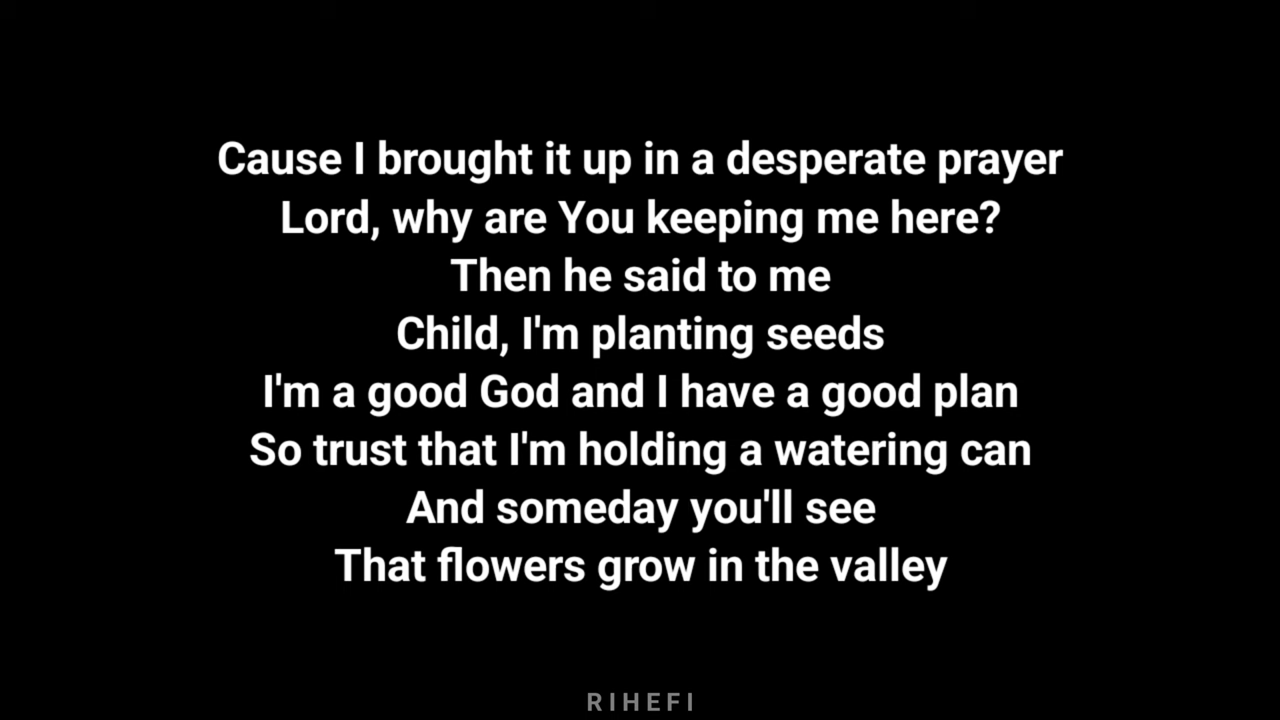 Cause I brought it up in a desperate prayer
Lord, why are You keeping me here?
Then he said to me
Child, I'm planting seeds
I'm a good God and I have a good plan
So trust that I'm holding a watering can
And someday you'll see
That flowers grow in the valley
RIHEFI